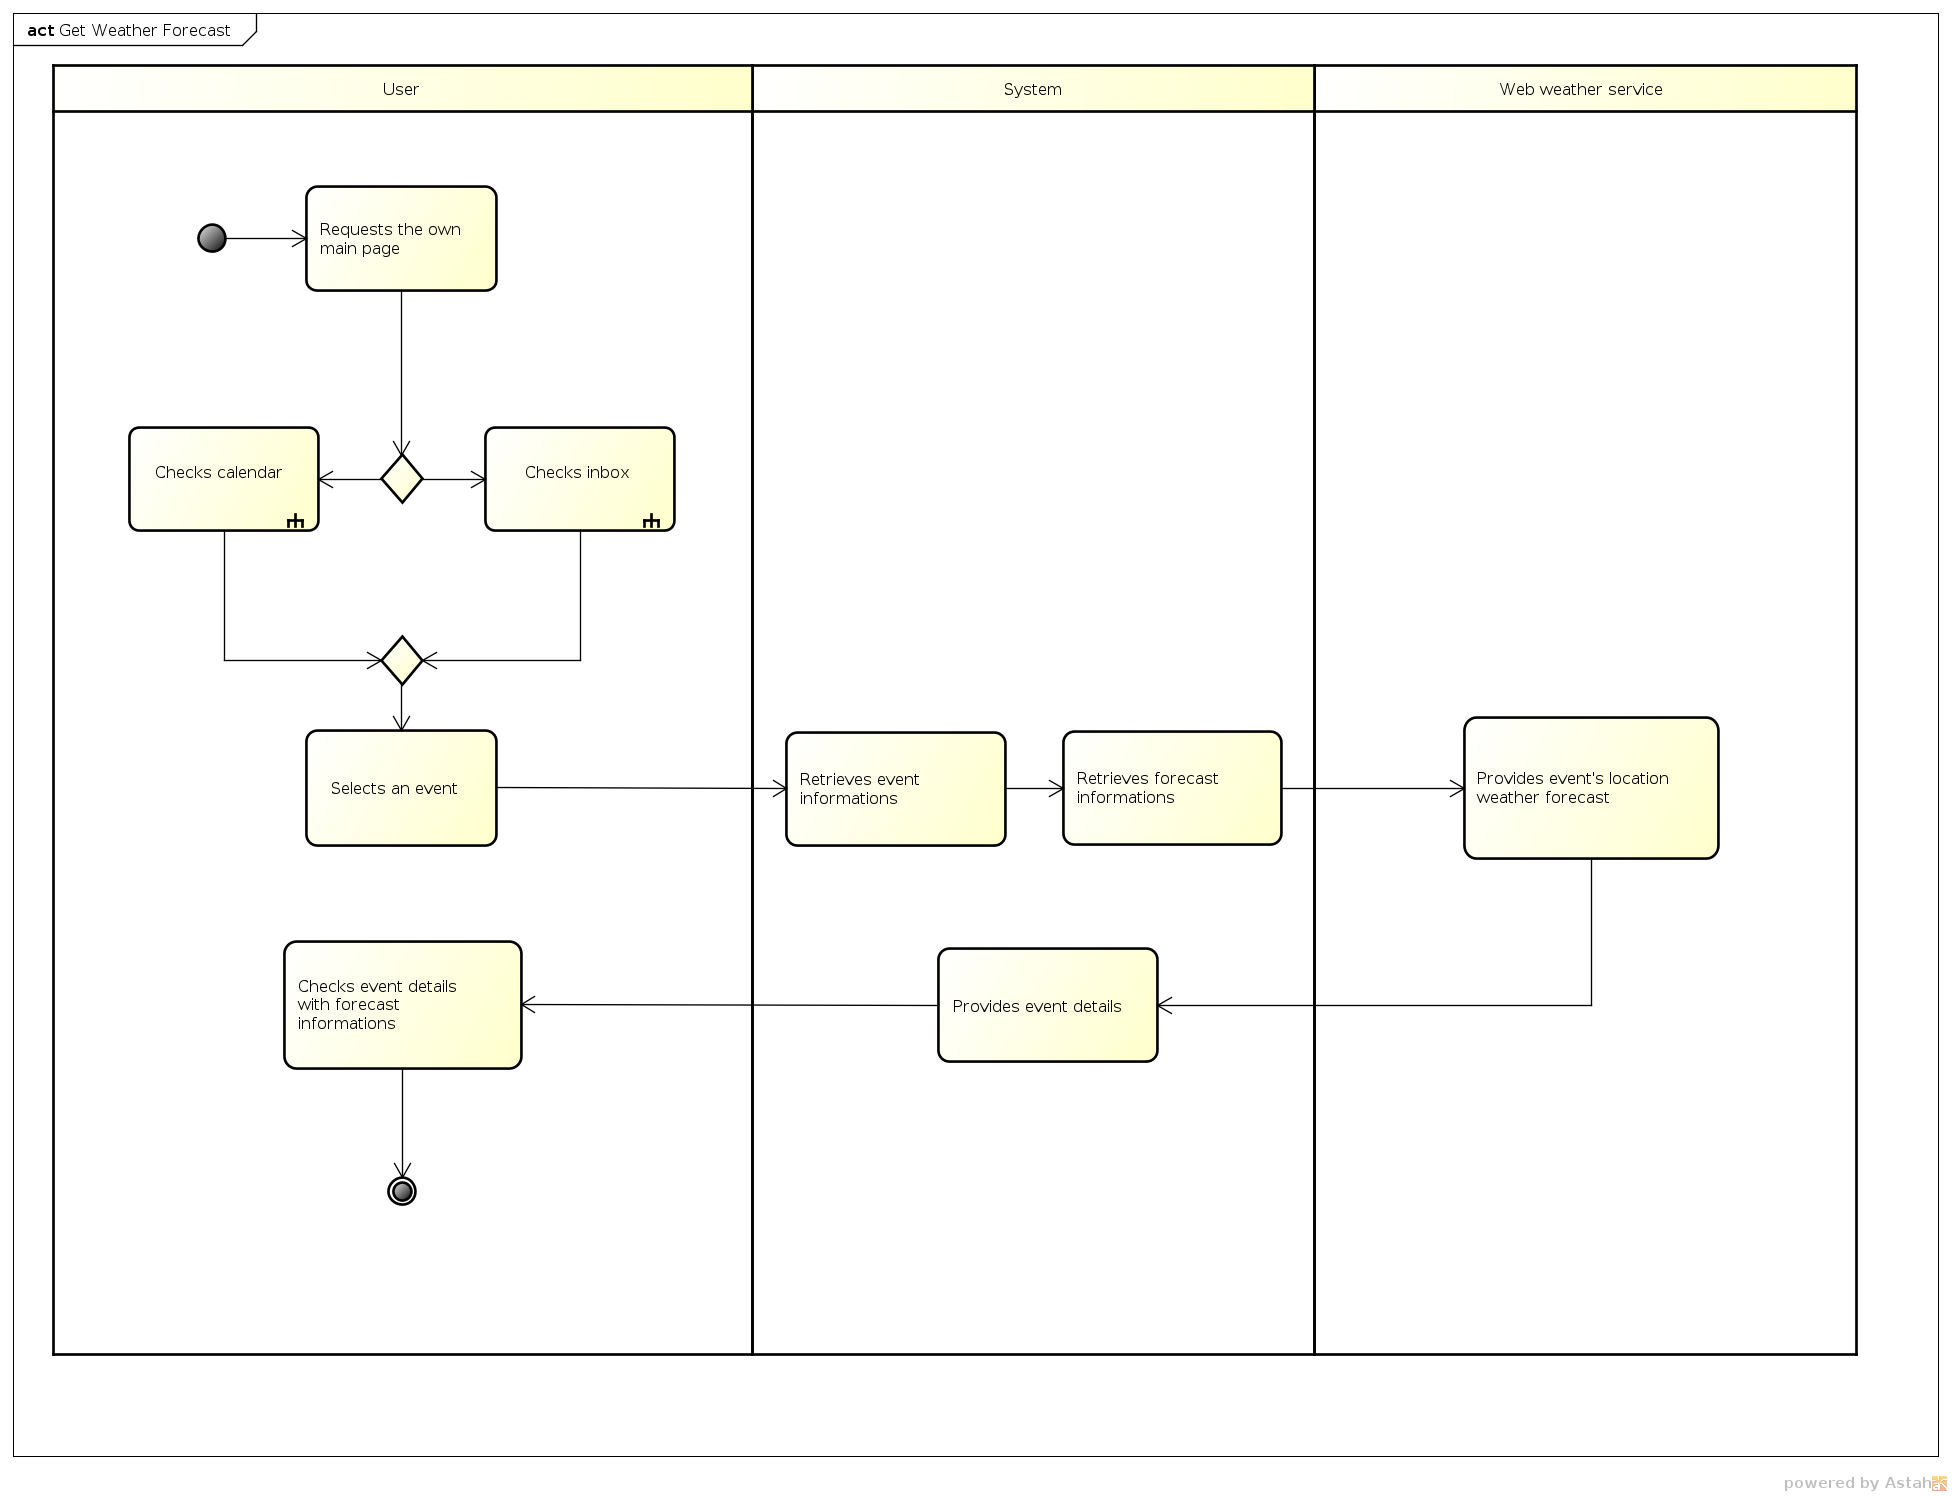 act Get Weather Forecast
User
System
Web weather service
Requests the own
main page
Checks calendar
Checks inbox
Selects an event
Retrieves event
informations
Retrieves forecast
informations
Provides event's location
weather forecast
Checks event details
with forecast
informations
Provides event details
powered by Astah